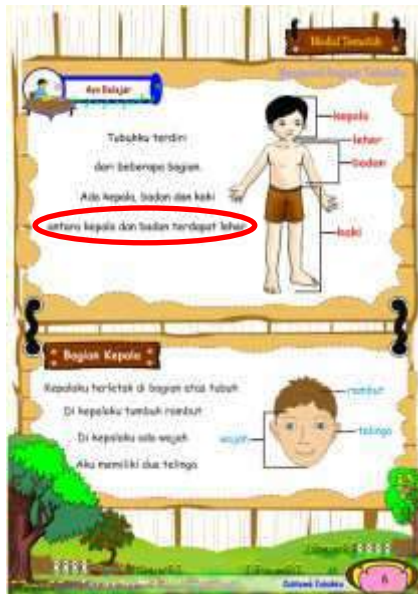 Modul Tematik
Ayo Belajar
Tubuhku terdiri
dari beberapa bagian
Ada kepala, badan dan kaki
antara kepala dan badan terdapat leher
kepala
leher
badan
kaki
Bagian Kepala
Kepalaku terletak di bagian atas tubuh
Di kepalaku tumbuh rambut
Di kepalaku ada wajah
Aku memiliki dua telinga
rambut
wajah
telinga
6